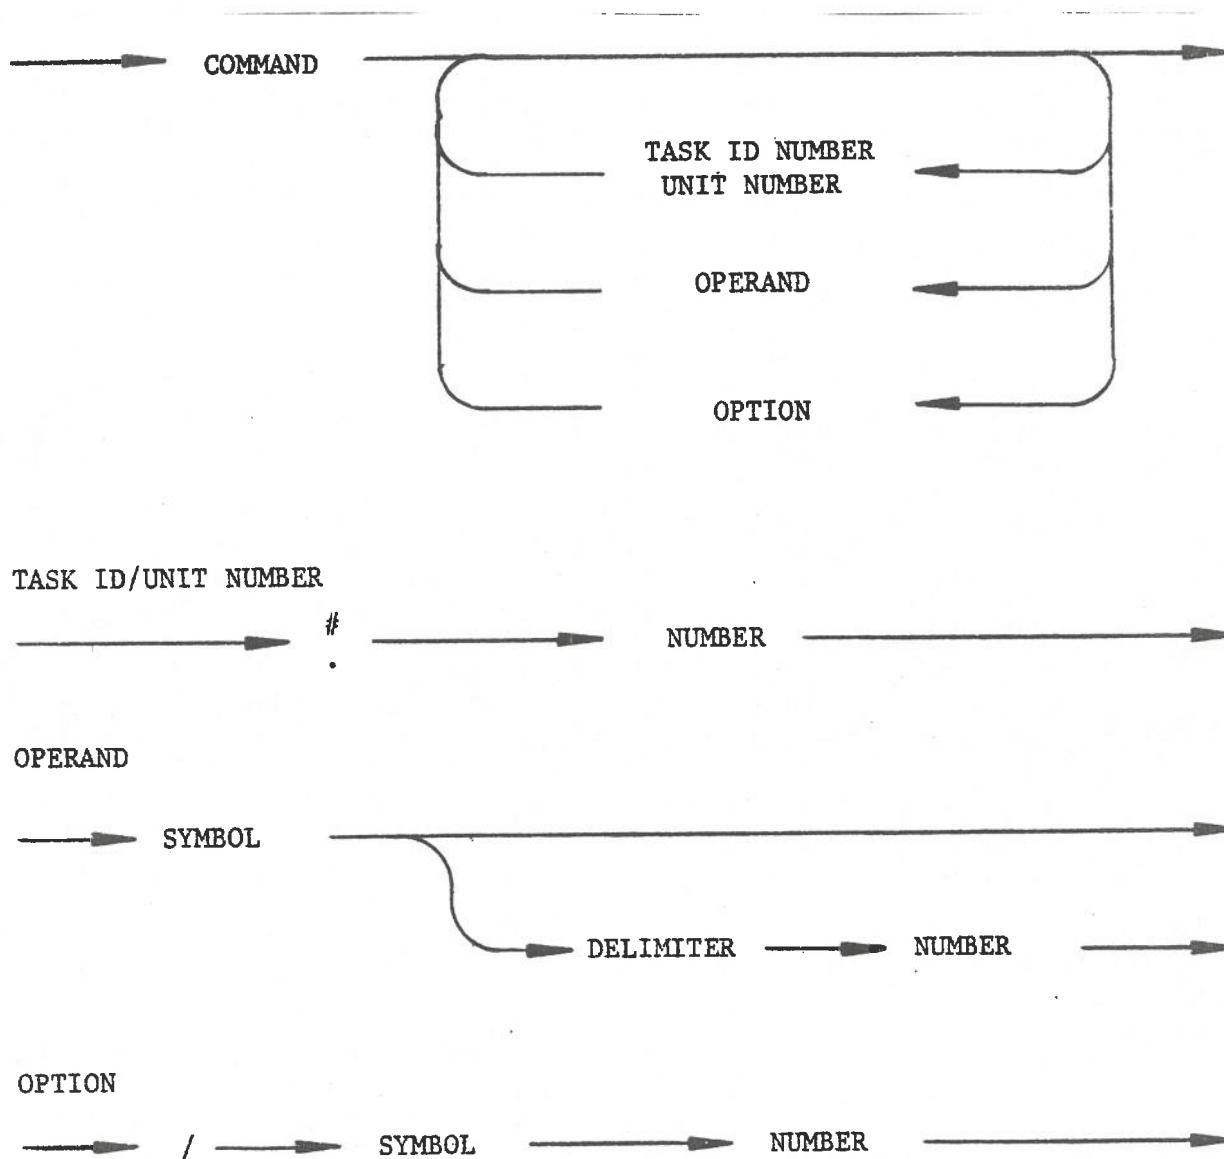 COMMAND
TASK ID NUMBER
UNIT NUMBER
OPERAND
OPTION
TASK ID/UNIT NUMBER
#
.
NUMBER
OPERAND
SYMBOL
DELIMITER NUMBER
OPTION
/ SYMBOL NUMBER